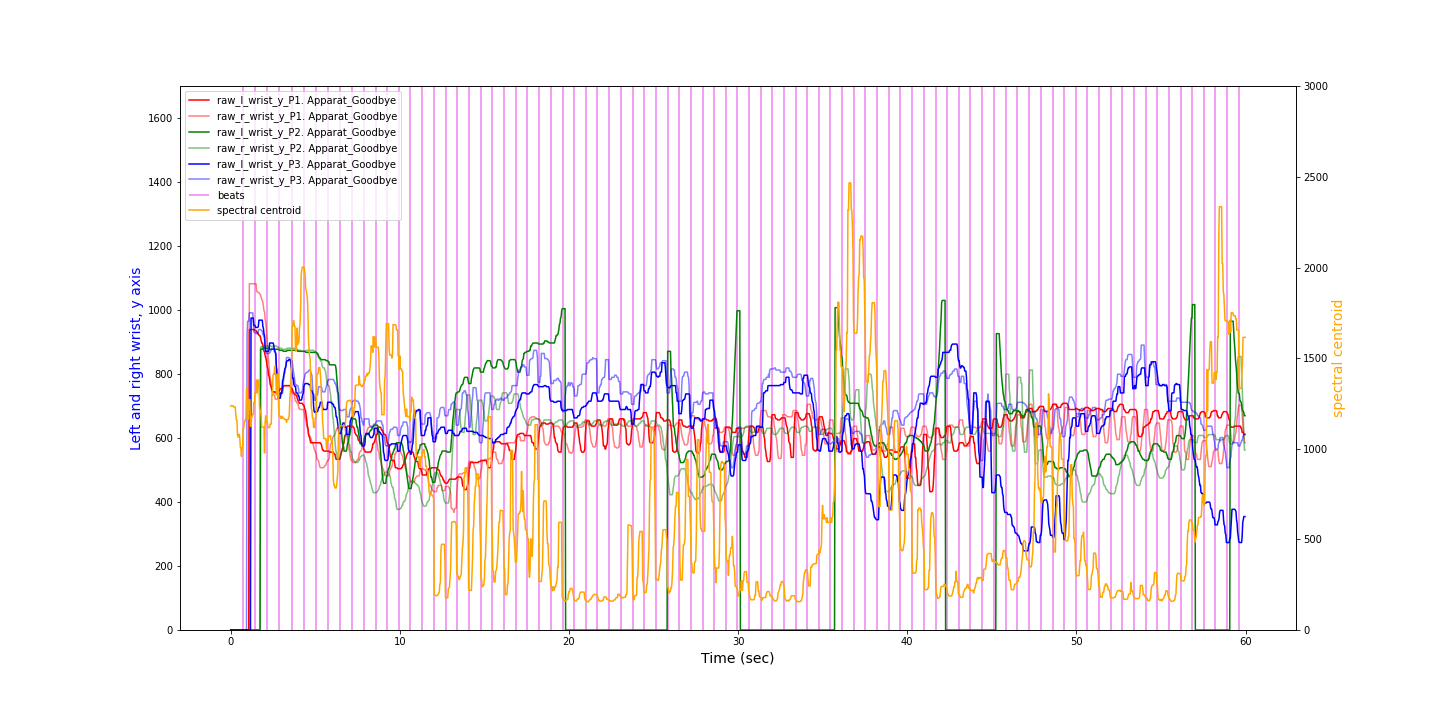 raw_l_wrist_y_P1. Apparat_Goodbye
raw_r_wrist_y_P1. Apparat_Goodbye
raw_l_wrist_y_P2. Apparat_Goodbye
raw_r_wrist_y_P2. Apparat_Goodbye
raw_l_wrist_y_P3. Apparat_Goodbye
raw_r_wrist_y_P3. Apparat_Goodbye
beats
spectral centroid
Left and right wrist, y axis
1600
1400
1200
1000
800
600
400
200
0
3000
2500
2000
1500
1000
500
0
spectral centroid
0 10 20 30 40 50 60
Time (sec)